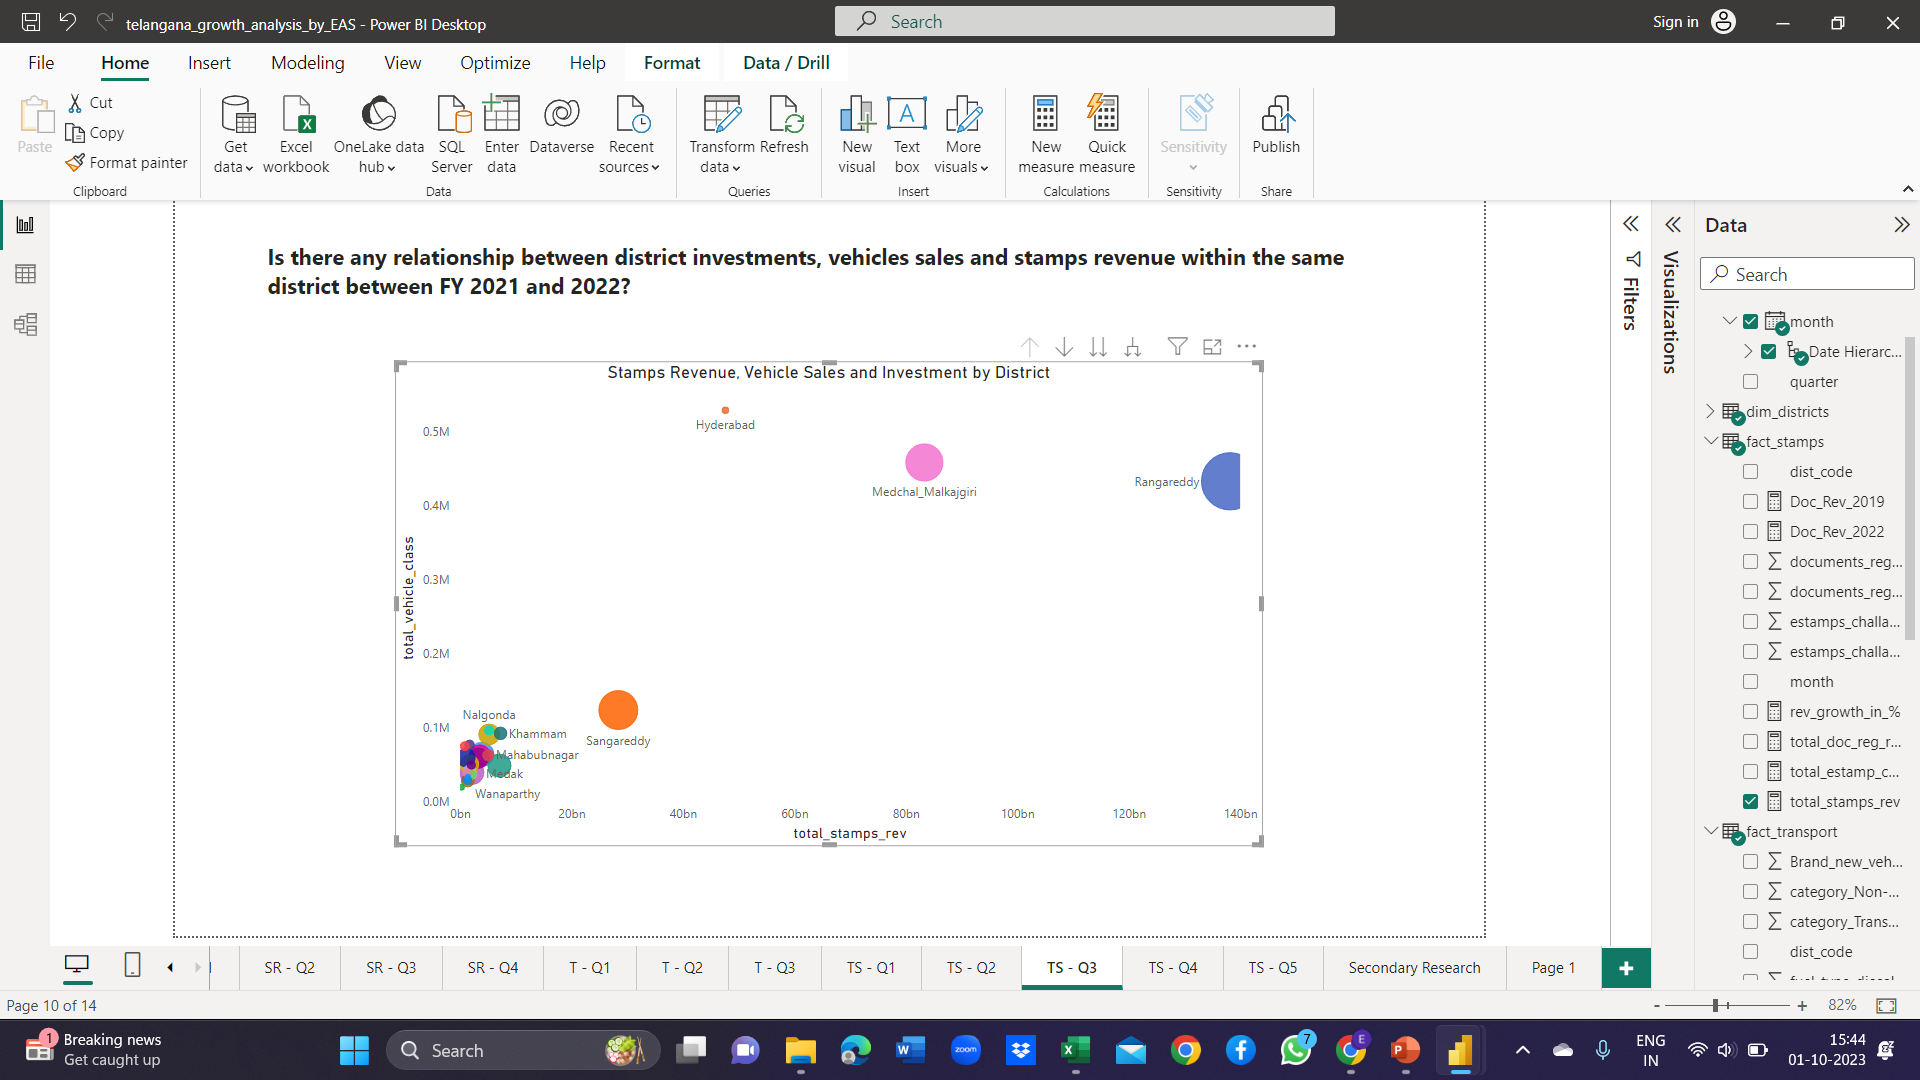 telangana_growth_analysis_by_EAS - Power BI Desktop
Search
Sign in
File Home Insert Modeling View Optimize Help Format Data / Drill
Paste
Cut
Copy
Format painter
Clipboard
Get data
Excel workbook
OneLake data hub
SQL Server
Enter data
Dataverse
Recent sources
Data
Transform data
Refresh
Queries
New visual
Text box
More visuals
Insert
New measure
Quick measure
Calculations
Sensitivity
Sensitivity
Publish
Share
Is there any relationship between district investments, vehicles sales and stamps revenue within the same
district between FY 2021 and 2022?
Stamps Revenue, Vehicle Sales and Investment by District
total_vehicle_class
0.5M
0.4M
0.3M
0.2M
0.1M
0.0M
Hyderabad
Medchal_Malkajgiri
Rangareddy
Nalgonda
Khammam
Sangareddy
Mahabubnagar
Medak
Wanaparthy
0bn 20bn 40bn 60bn 80bn 100bn 120bn 140bn
total_stamps_rev
Filters
Visualizations
Data
Search
month
Date Hierarc...
quarter
dim_districts
fact_stamps
dist_code
Doc_Rev_2019
Doc_Rev_2022
documents_reg...
documents_reg...
estamps_challa...
estamps_challa...
month
rev_growth_in_%
total_doc_reg_r...
total_estamp_c...
total_stamps_rev
fact_transport
Brand_new_veh...
category_Non-...
category_Trans...
dist_code
SR - Q2 SR - Q3 SR - Q4 T - Q1 T - Q2 T - Q3 TS - Q1 TS - Q2 TS - Q3 TS - Q4 TS - Q5 Secondary Research Page 1 +
Page 10 of 14
- + 82%
1
Breaking news
Get caught up
Search
zoom
7
E
ENG
IN
15:44
01-10-2023